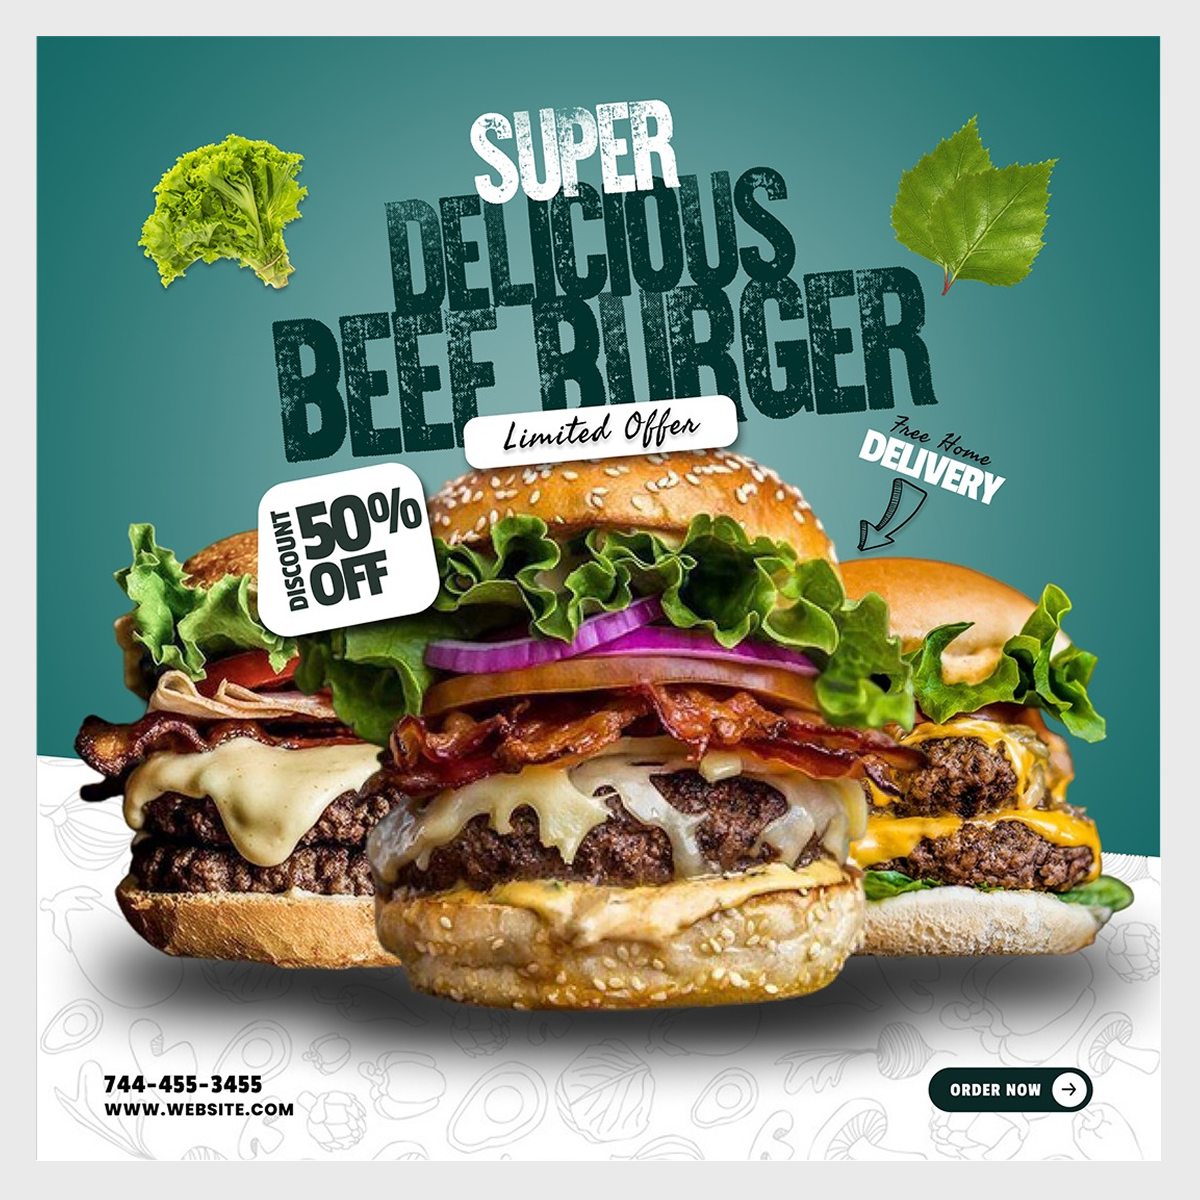 SUPER
DELICIOUS
BEEF BURGER
Limited Offer
DISCOUNT
50%
OFF
Free Home
DELIVERY
744-455-3455
WWW.WEBSITE.COM
ORDER NOW